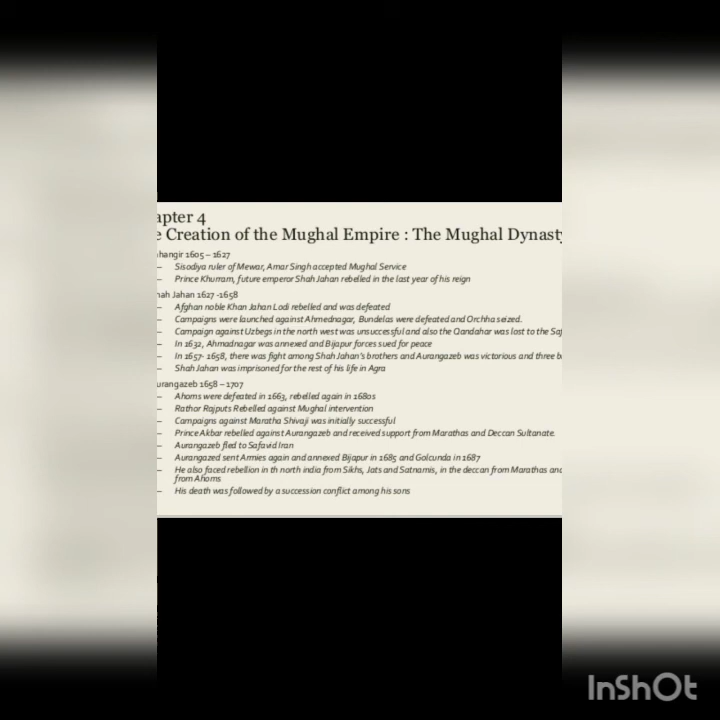 apter 4
e Creation of the Mughal Empire : The Mughal Dynasty
hangir 1605 – 1627
– Sisodiya ruler of Mewar, Amar Singh accepted Mughal Service
– Prince Khurram, future emperor Shah Jahan rebelled in the last year of his reign
hah Jahan 1627 -1658
– Afghan noble Khan Jahan Lodi rebelled and was defeated
– Campaigns were launched against Ahmednagar, Bundelas were defeated and Orchha seized.
– Campaign against Uzbegs in the north west was unsuccessful and also the Qandahar was lost to the Saf
– In 1632, Ahmadnagar was annexed and Bijapur forces sued for peace
– In 1657- 1658, there was fight among Shah Jahan's brothers and Aurangazeb was victorious and three b
– Shah Jahan was imprisoned for the rest of his life in Agra
urangazeb 1658 – 1707
– Ahoms were defeated in 1663, rebelled again in 1680s
– Rathor Rajputs Rebelled against Mughal intervention
– Campaigns against Maratha Shivaji was initially successful
– Prince Akbar rebelled against Aurangazeb and received support from Marathas and Deccan Sultanate.
– Aurangazeb fled to Safavid Iran
– Aurangazed sent Armies again and annexed Bijapur in 1685 and Golcunda in 1687
– He also faced rebellion in th north india from Sikhs, Jats and Satnamis, in the deccan from Marathas and
from Ahoms
– His death was followed by a succession conflict among his sons
InShOt